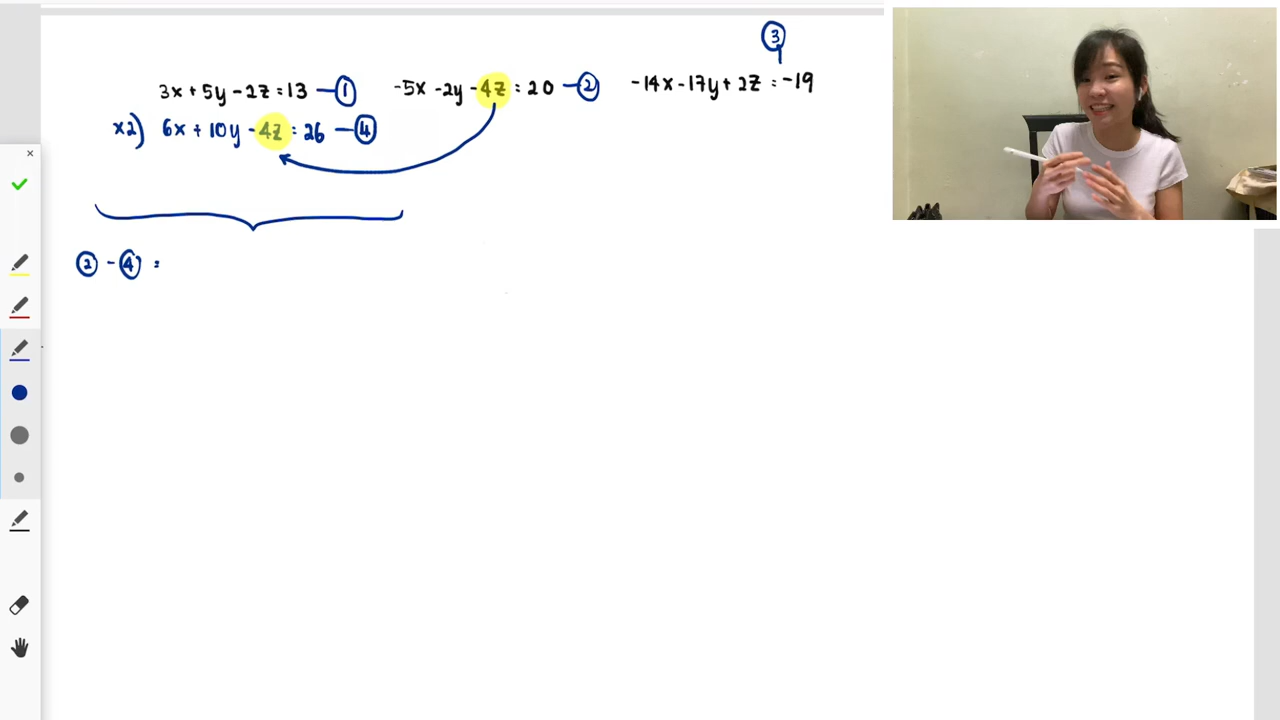 ③
3x + 5y - 2z = 13 — ① -5x - 2y - 4z = 20 — ② -14x - 17y + 2z = -19
x2) 6x + 10y - 4z = 26 — ④
② - ④ =